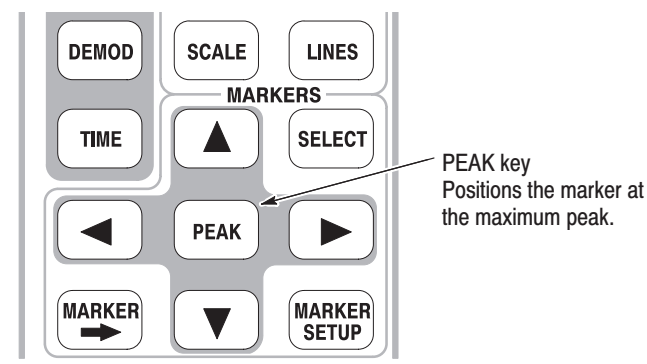 DEMOD
SCALE
LINES
MARKERS
TIME
SELECT
PEAK key
Positions the marker at
the maximum peak.
PEAK
MARKER
MARKER
SETUP